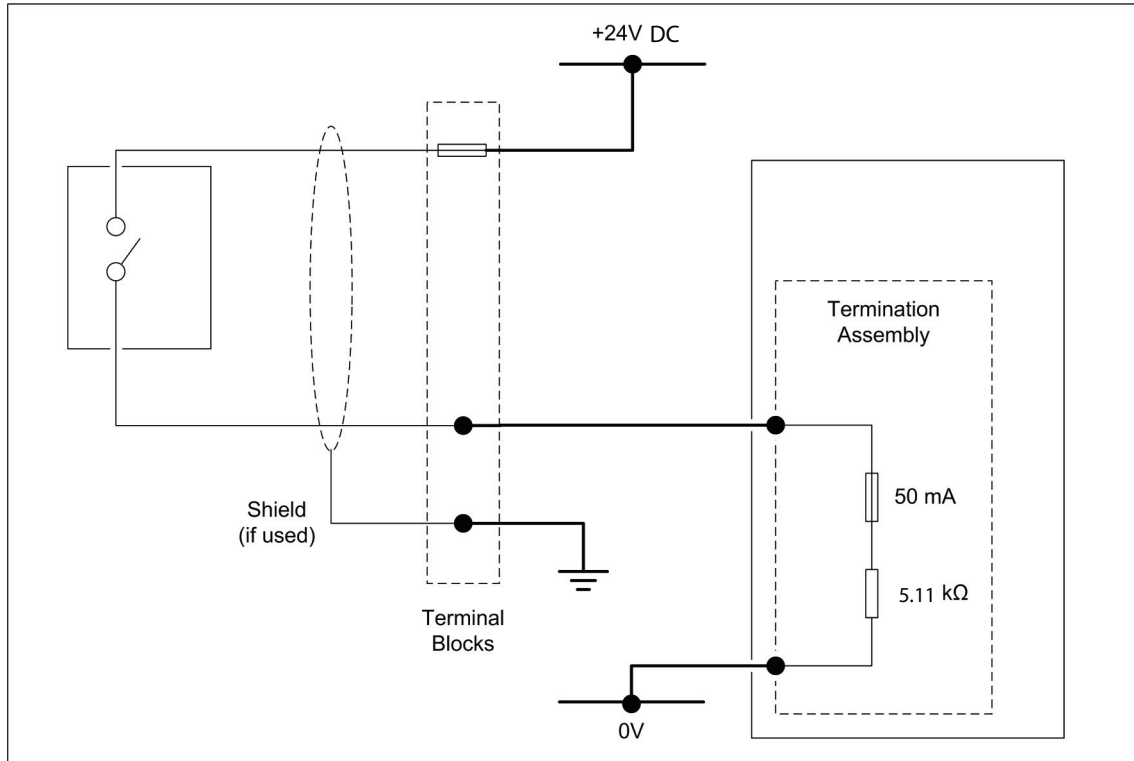 +24V DC
Termination
Assembly
50 mA
Shield
(if used)
5.11 kΩ
Terminal
Blocks
0V